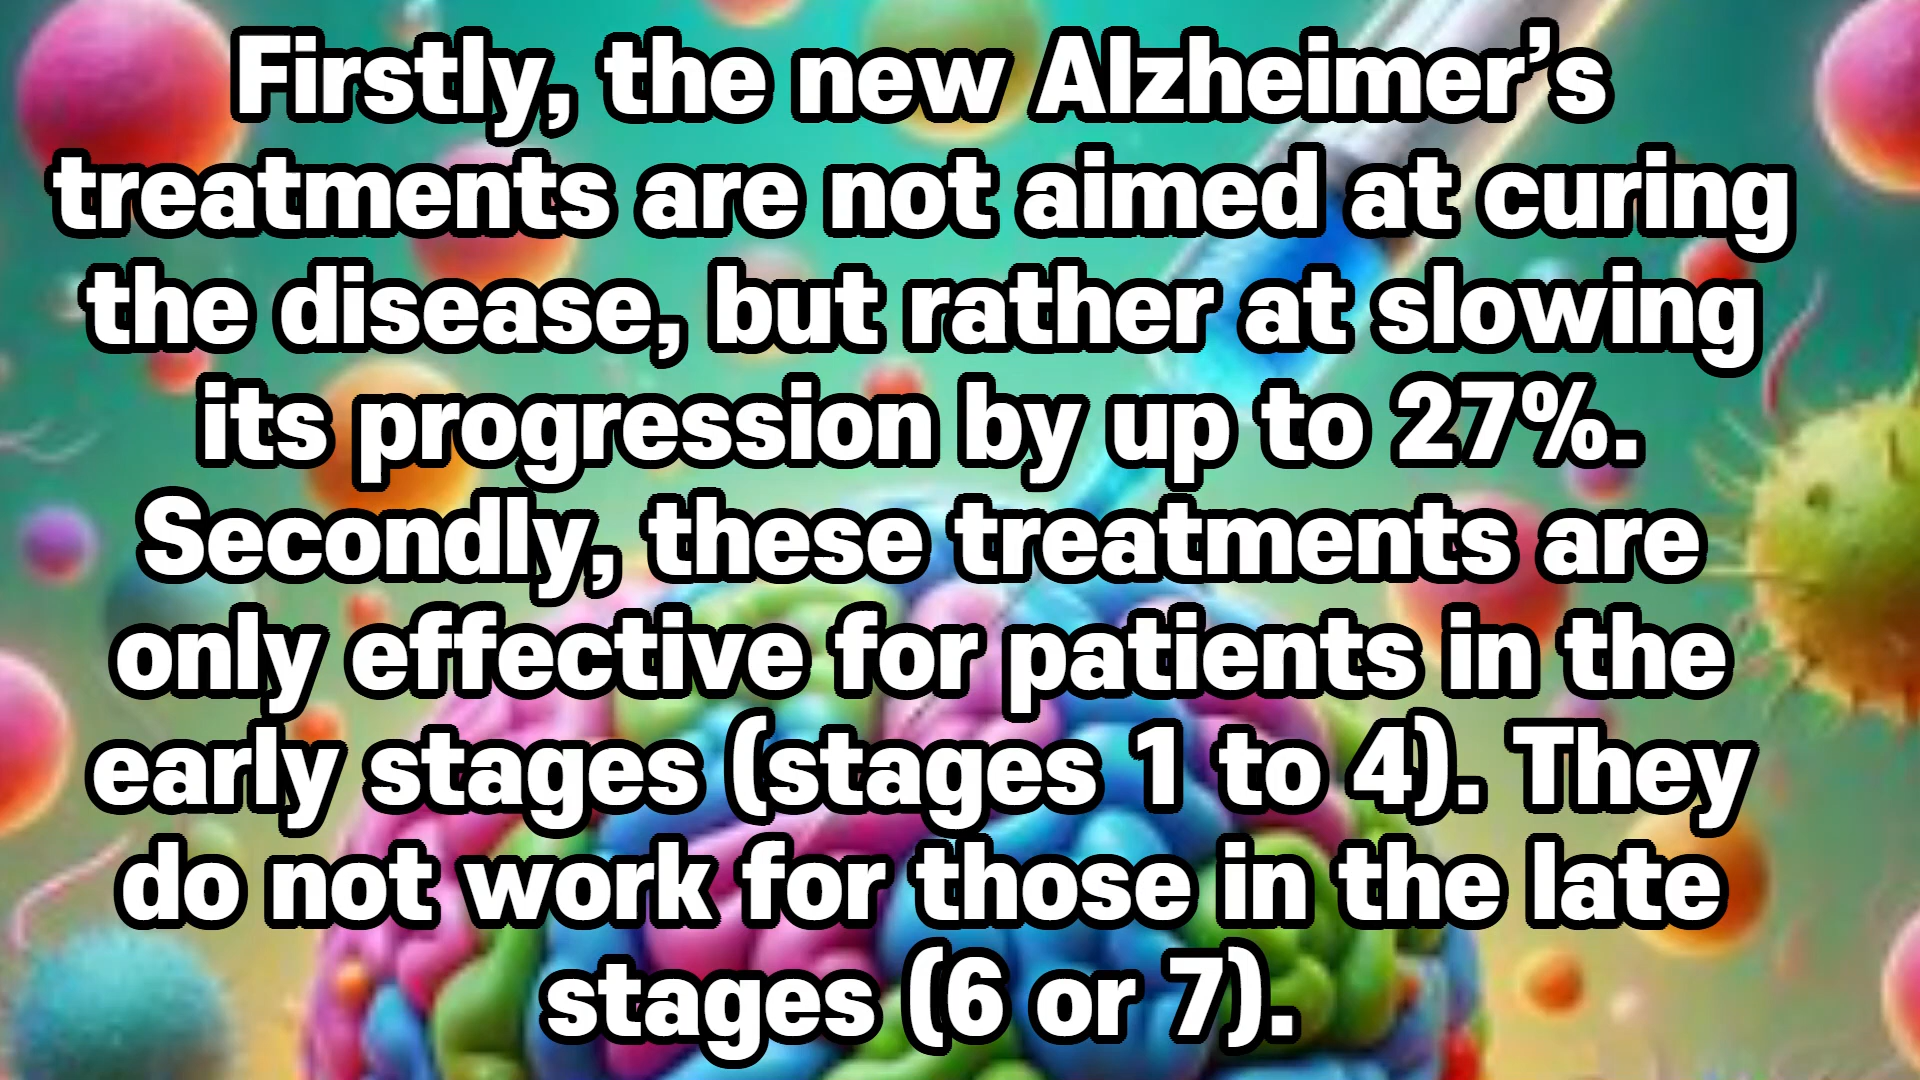 Firstly, the new Alzheimer’s
treatments are not aimed at curing
the disease, but rather at slowing
its progression by up to 27%.
Secondly, these treatments are
only effective for patients in the
early stages (stages 1 to 4). They
do not work for those in the late
stages (6 or 7).